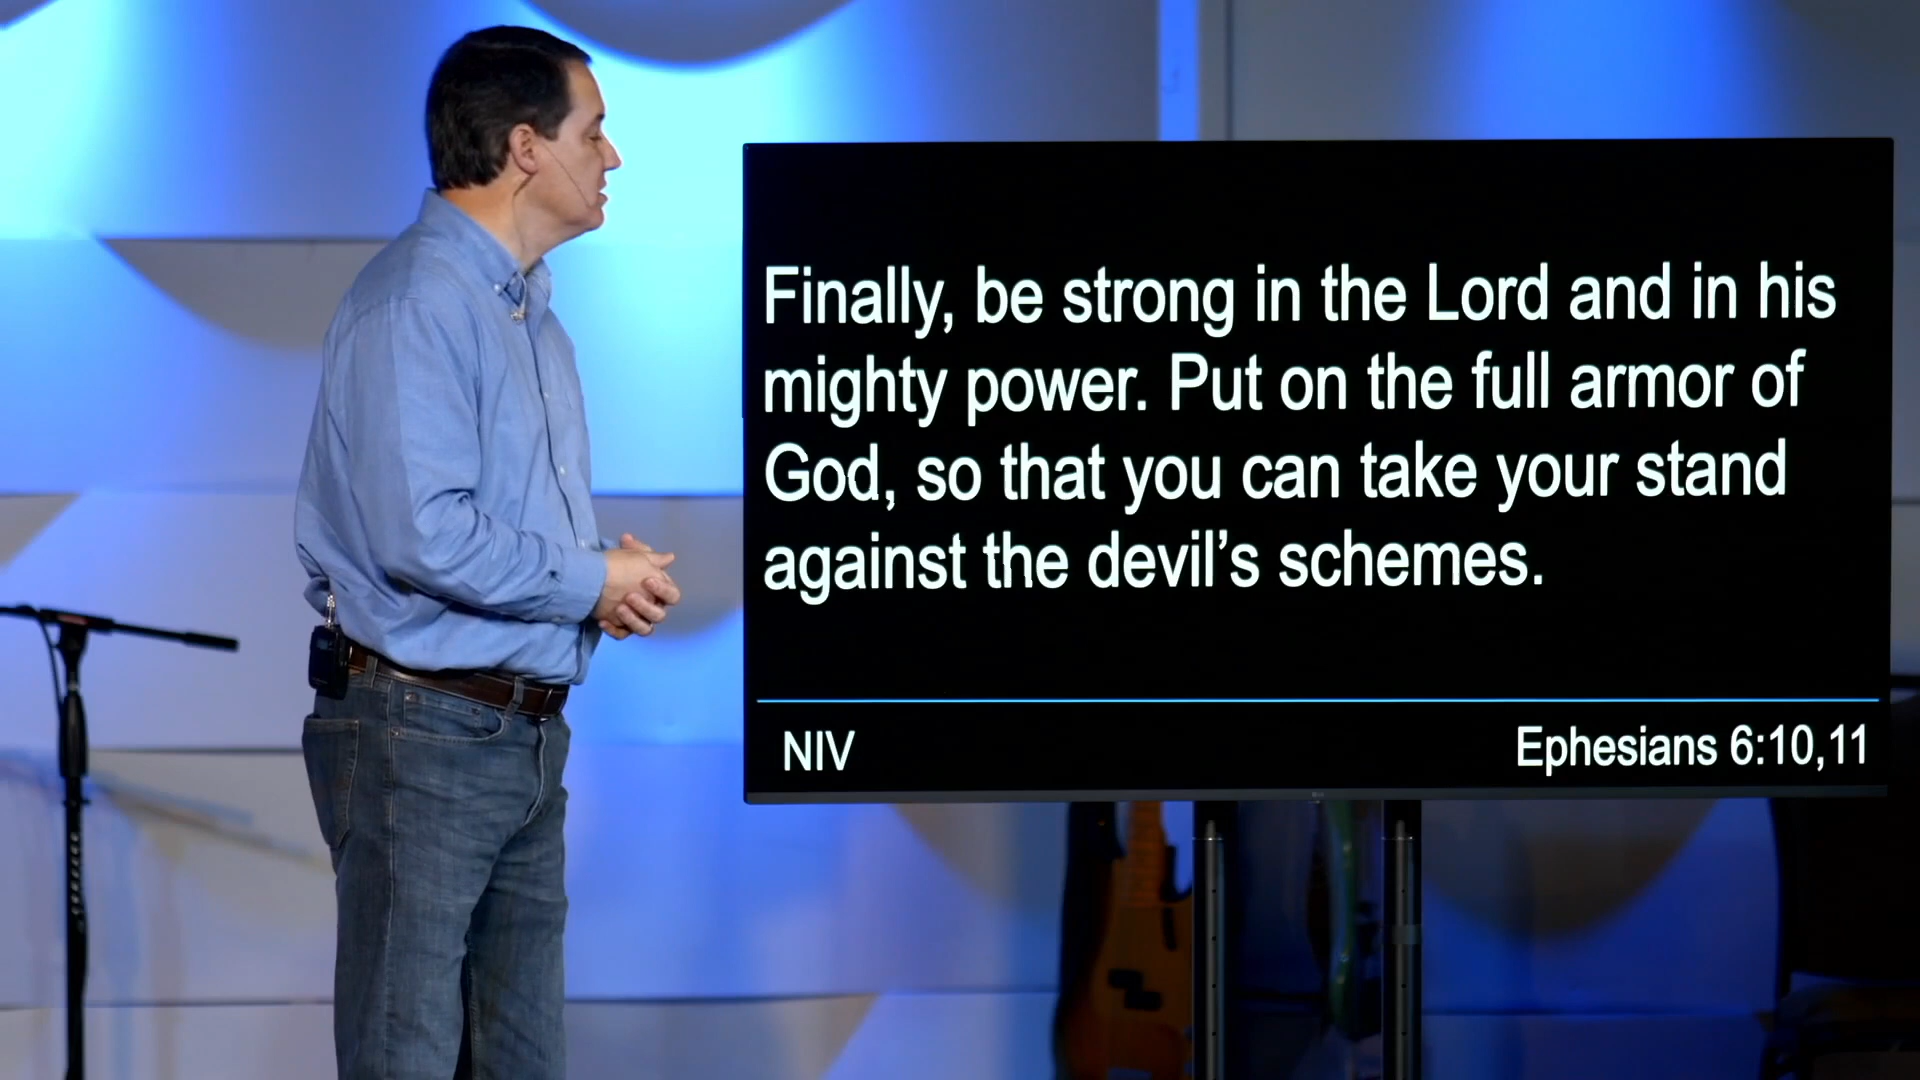 Finally, be strong in the Lord and in his
mighty power. Put on the full armor of
God, so that you can take your stand
against the devil’s schemes.
NIV
Ephesians 6:10,11